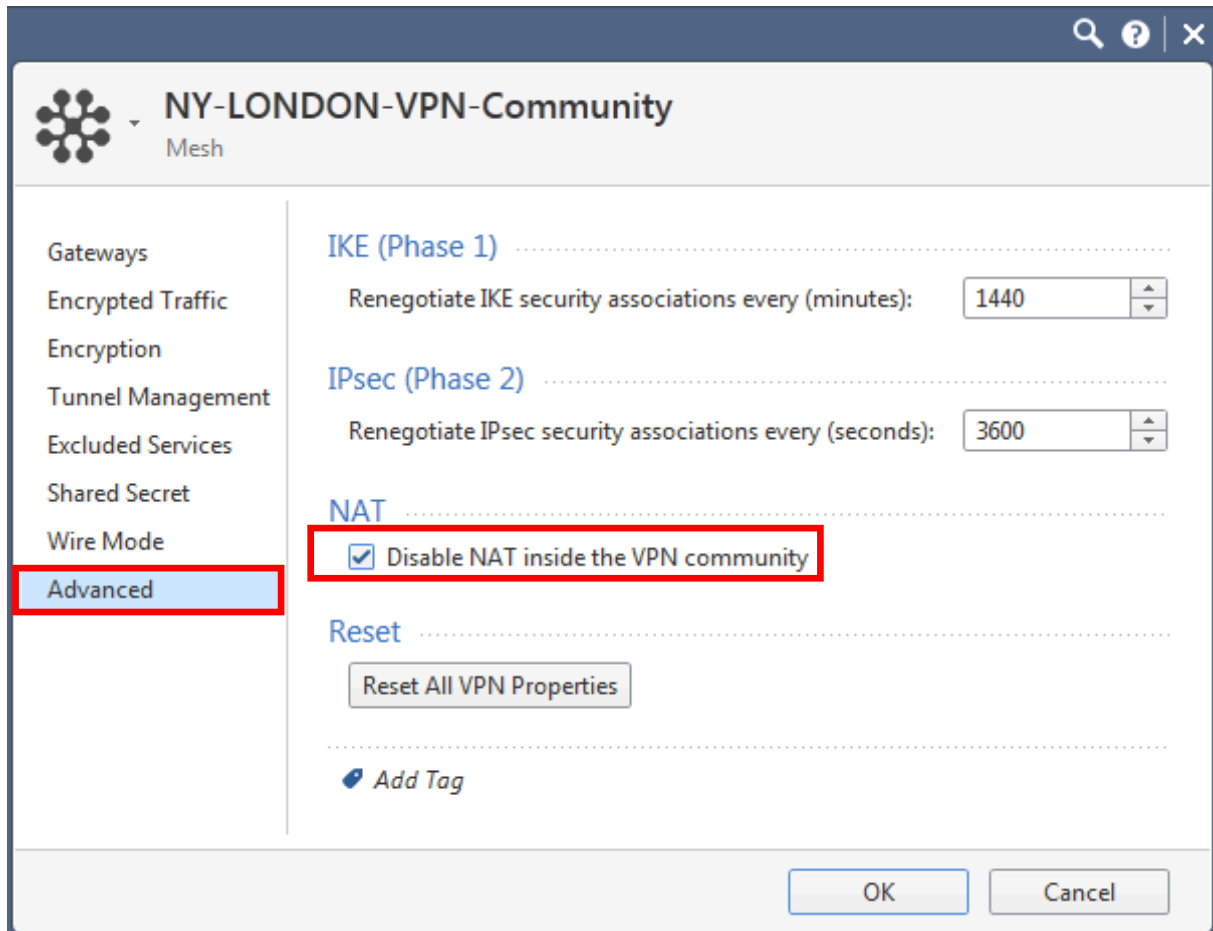 NY-LONDON-VPN-Community
Mesh
Gateways
Encrypted Traffic
Encryption
Tunnel Management
Excluded Services
Shared Secret
Wire Mode
Advanced
IKE (Phase 1)
Renegotiate IKE security associations every (minutes): 1440
IPsec (Phase 2)
Renegotiate IPsec security associations every (seconds): 3600
NAT
Disable NAT inside the VPN community
Reset
Reset All VPN Properties
Add Tag
OK Cancel